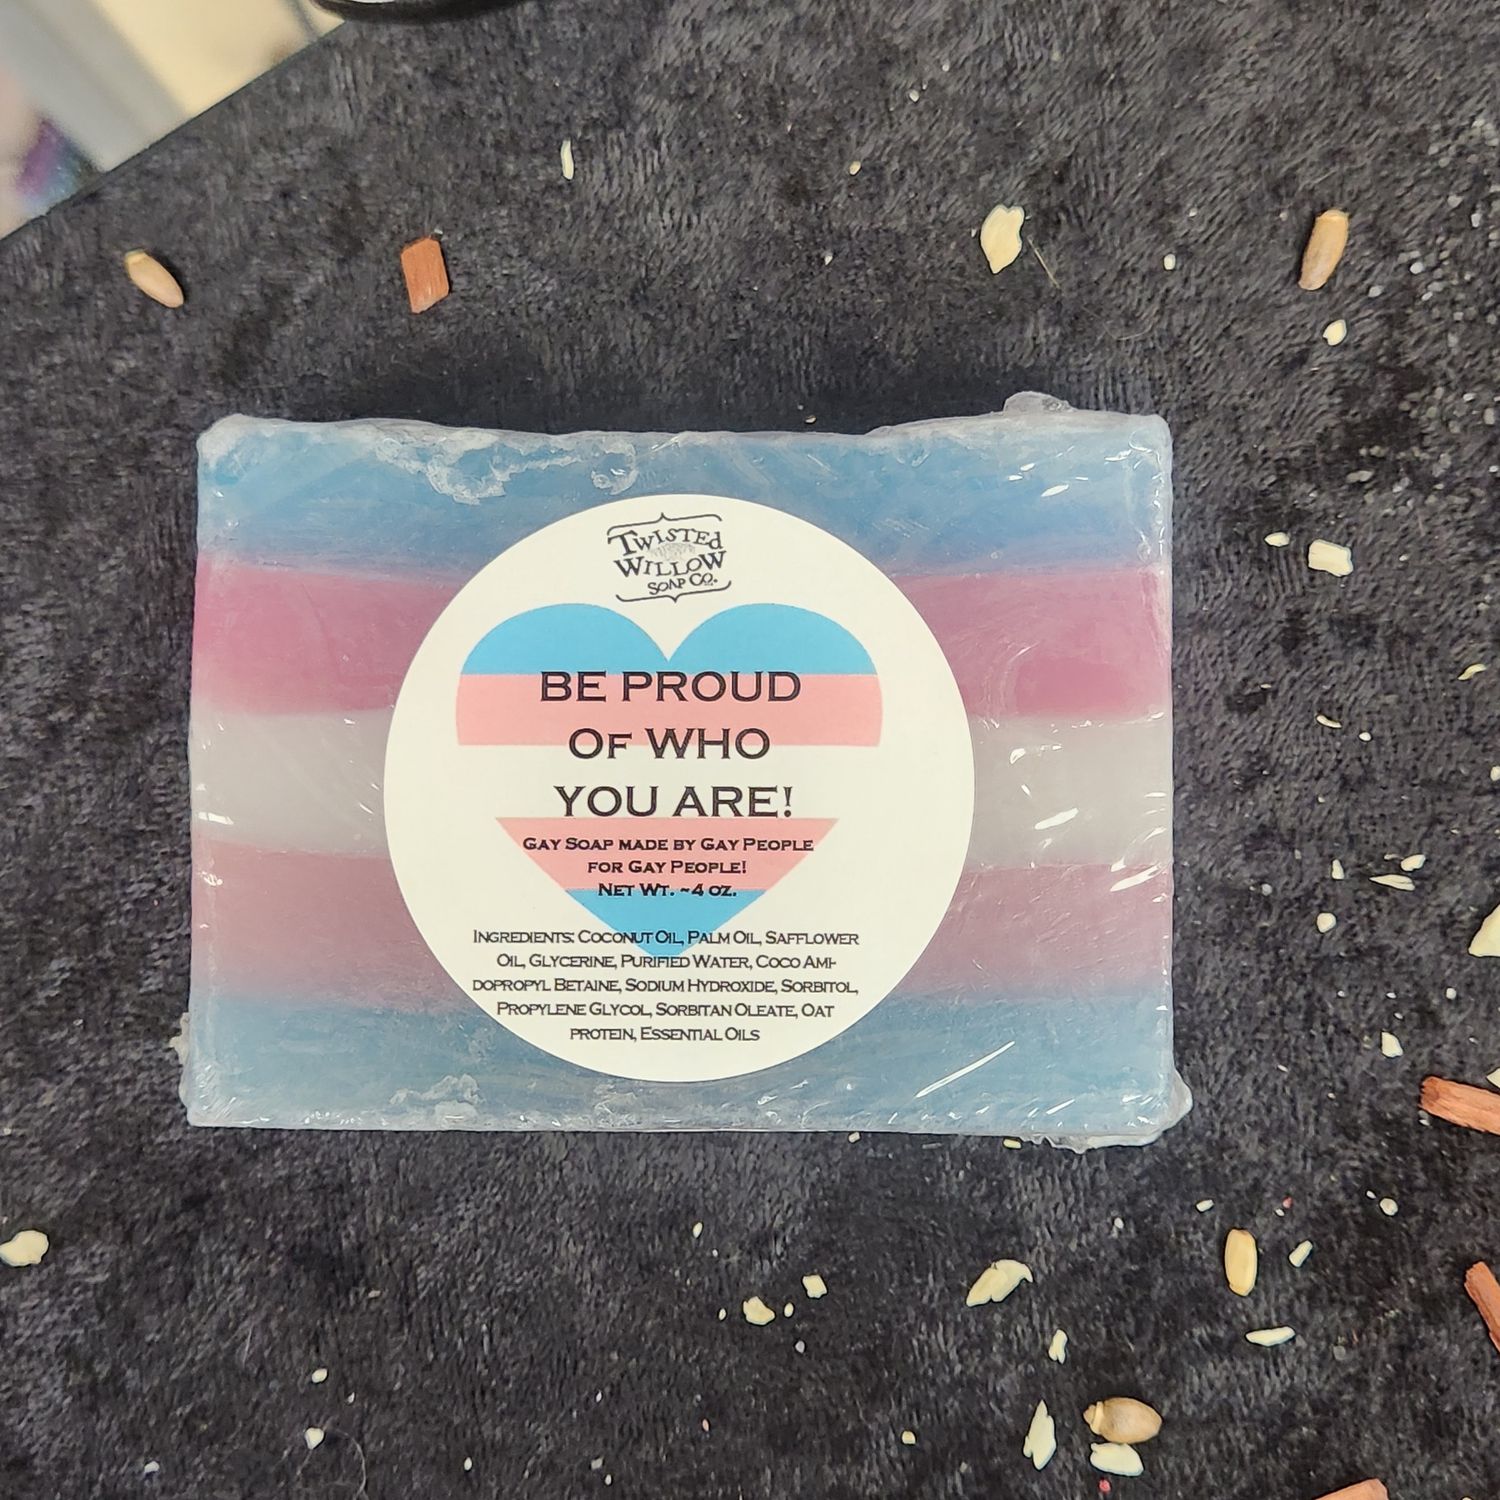 Twisted
Willow
Soap Co.
BE PROUD
OF WHO
YOU ARE!
Gay Soap made by Gay People
for Gay People!
Net Wt. ~4 oz.
Ingredients: Coconut Oil, Palm Oil, Safflower
Oil, Glycerine, Purified Water, Coco Ami-
dopropyl Betaine, Sodium Hydroxide, Sorbitol,
Propylene Glycol, Sorbitan Oleate, Oat
protein, Essential Oils